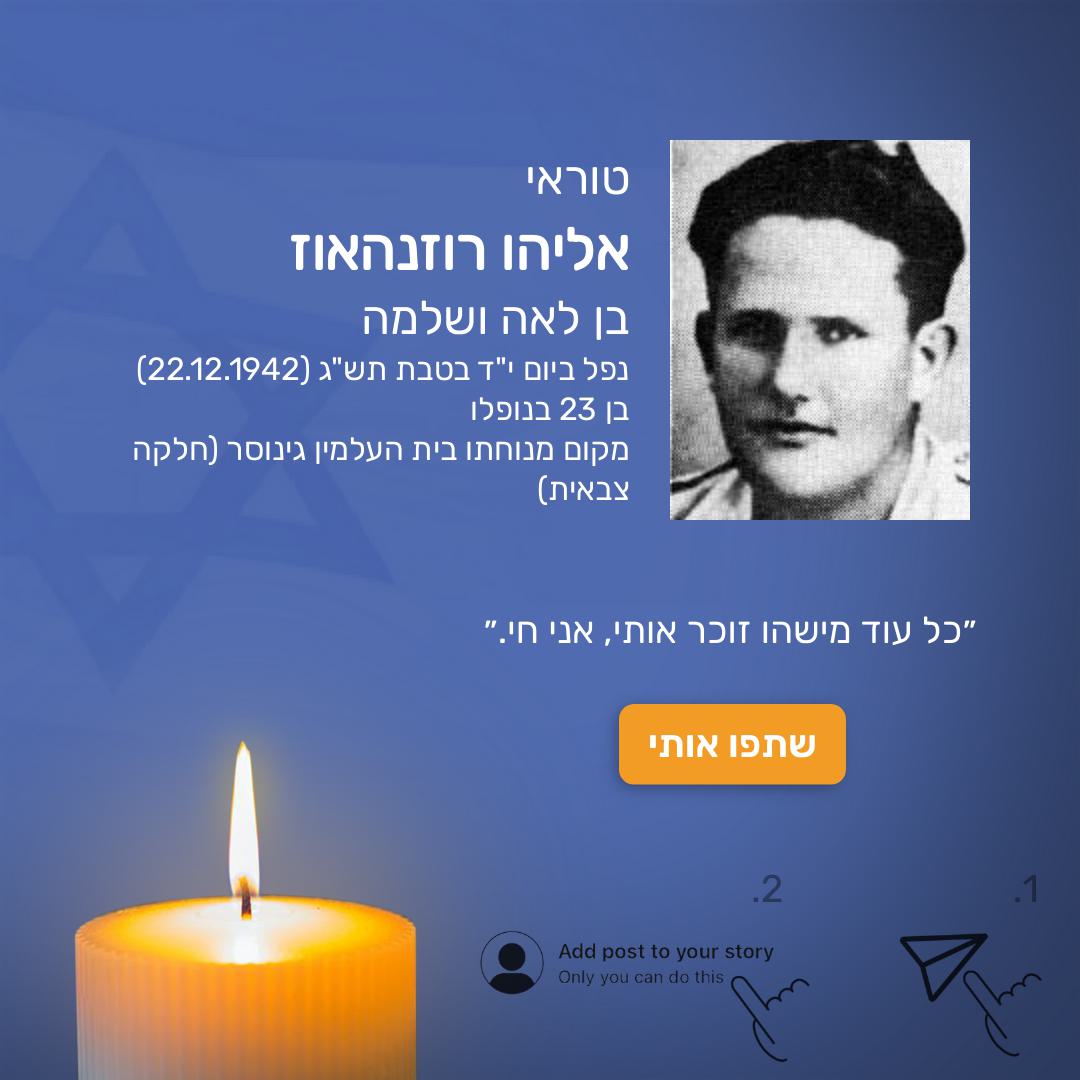 טוראי
אליהו רוזנהאוז
בן לאה ושלמה
נפל ביום י"ד בטבת תש"ג (22.12.1942)
בן 23 בנופלו
מקום מנוחתו בית העלמין גינוסר (חלקה
צבאית)
״כל עוד מישהו זוכר אותי, אני חי.״
שתפו אותי
.1
.2
Add post to your story
Only you can do this